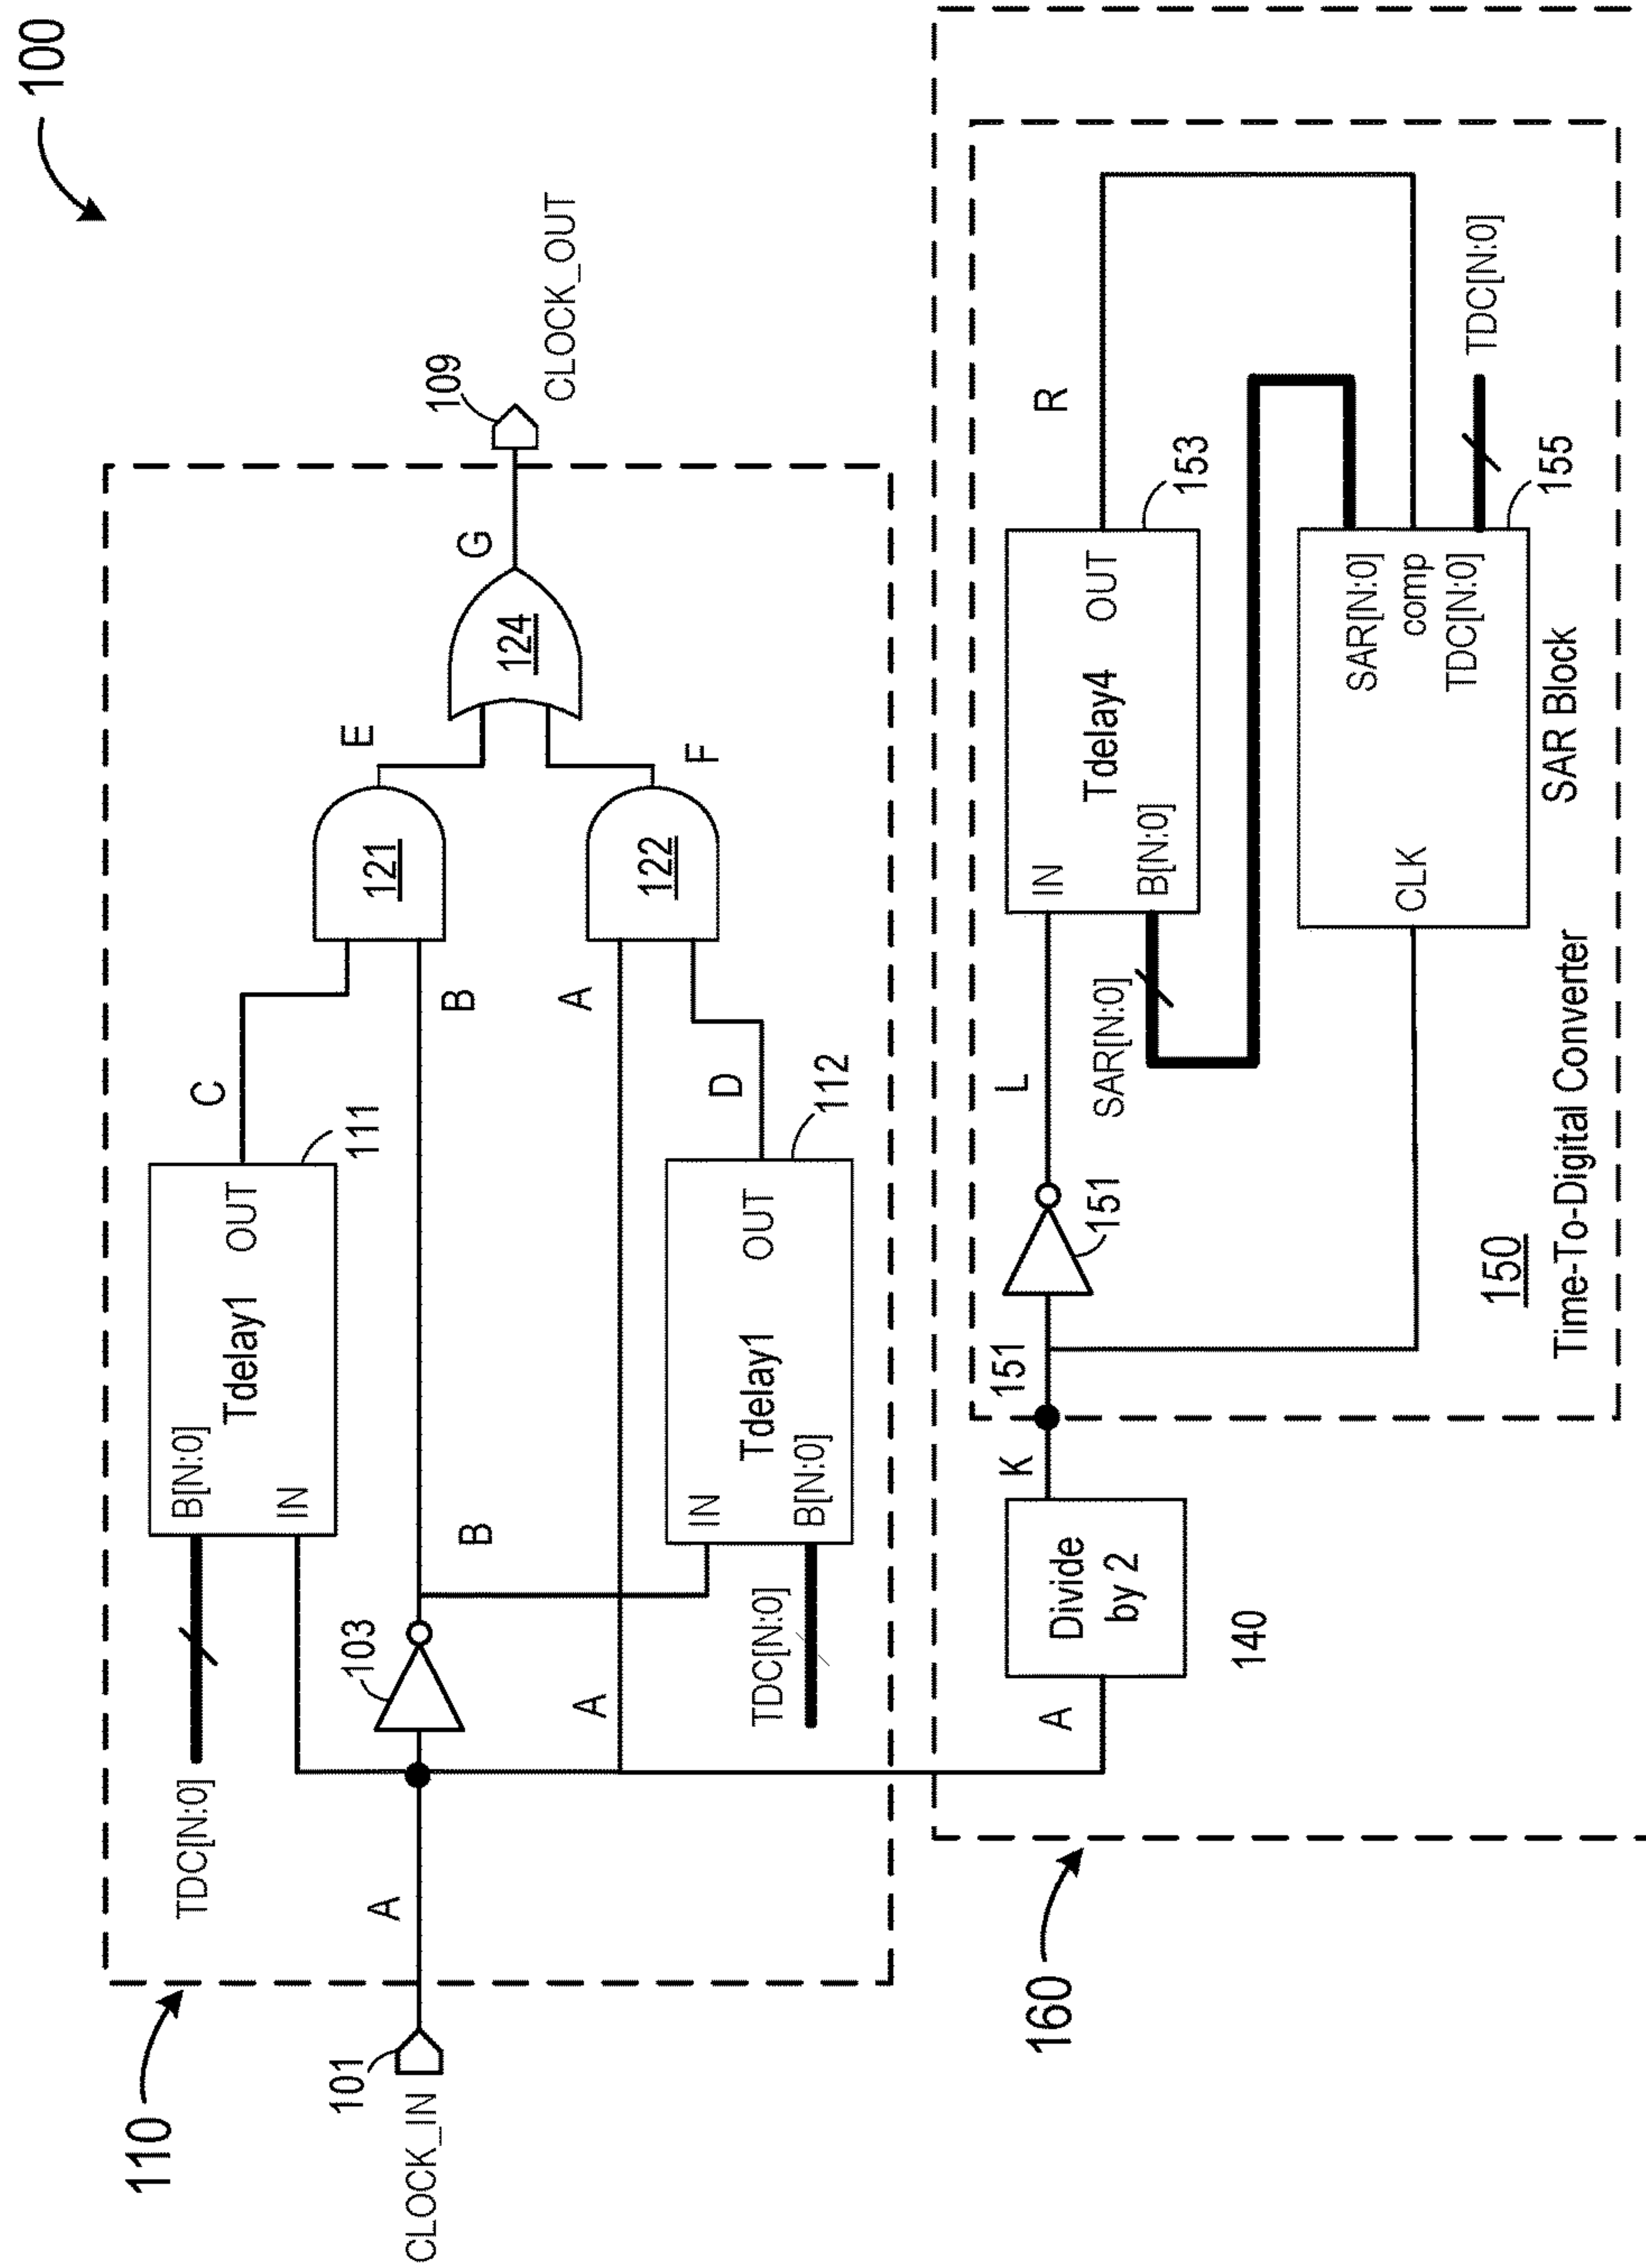 100
110
CLOCK_IN
101
A
TDC[N:0]
B[N:0]
IN
Tdelay1
OUT
111
C
103
B
B
A
A
TDC[N:0]
IN
B[N:0]
Tdelay1
OUT
112
D
121
122
E
F
124
G
109
CLOCK_OUT
160
A
Divide
by 2
140
K
151
151
L
SAR[N:0]
IN
B[N:0]
Tdelay4
OUT
153
R
CLK
SAR[N:0]
comp
TDC[N:0]
155
TDC[N:0]
SAR Block
150
Time-To-Digital Converter